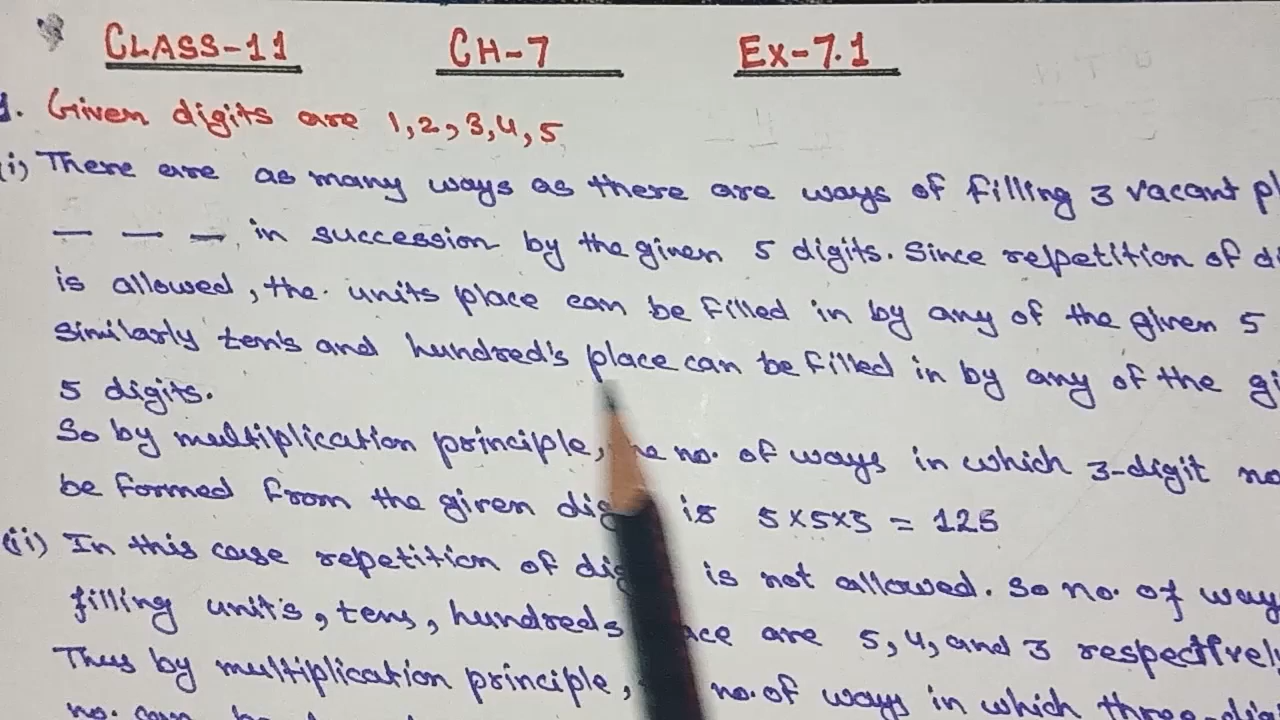 CLASS-11 CH-7 Ex-7.1
1. Given digits are 1,2,3,4,5
(i) There are as many ways as there are ways of filling 3 vacant
— — — in succession by the given 5 digits. Since repetition of
is allowed, the units place can be filled in by any of the given 5
similarly ten's and hundred's place can be filled in by any of the
5 digits.
So by multiplication principle, no. of ways in which 3-digit
be formed from the given is 5×5×5 = 125
(ii) In this case repetition of is not allowed. So no. of
filling unit's, tens, hundreds are 5, 4, and 3
Thus by multiplication principle, no. of ways in which
no. can